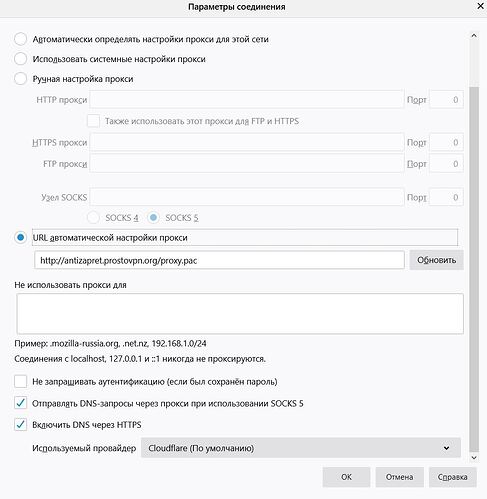 Параметры соединения
Автоматически определять настройки прокси для этой сети
Использовать системные настройки прокси
Ручная настройка прокси
HTTP прокси Порт 0
Также использовать этот прокси для FTP и HTTPS
HTTPS прокси Порт 0
FTP прокси Порт 0
Узел SOCKS Порт 0
SOCKS 4 SOCKS 5
URL автоматической настройки прокси
http://antizapret.prostovpn.org/proxy.pac Обновить
Не использовать прокси для
Пример: .mozilla-russia.org, .net.nz, 192.168.1.0/24
Соединения с localhost, 127.0.0.1 и ::1 никогда не проксируются.
Не запрашивать аутентификацию (если был сохранён пароль)
Отправлять DNS-запросы через прокси при использовании SOCKS 5
Включить DNS через HTTPS
Используемый провайдер Cloudflare (По умолчанию)
ОК Отмена Справка